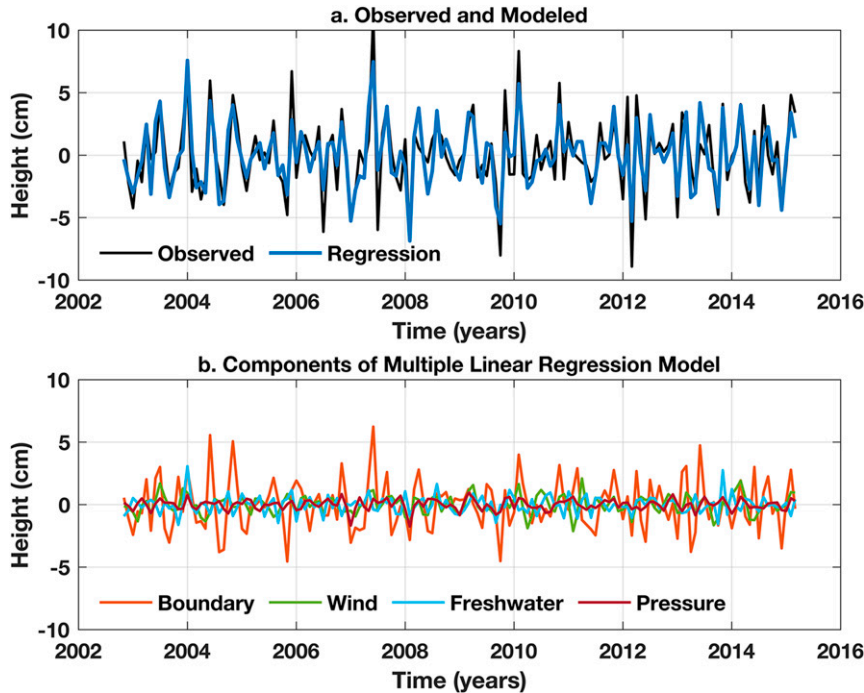 a. Observed and Modeled
10
5
0
-5
-10
Height (cm)
Observed Regression
2002 2004 2006 2008 2010 2012 2014 2016
Time (years)
b. Components of Multiple Linear Regression Model
10
5
0
-5
-10
Height (cm)
Boundary Wind Freshwater Pressure
2002 2004 2006 2008 2010 2012 2014 2016
Time (years)